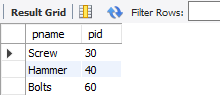 Result Grid Filter Rows:
pname pid
Screw 30
Hammer 40
Bolts 60